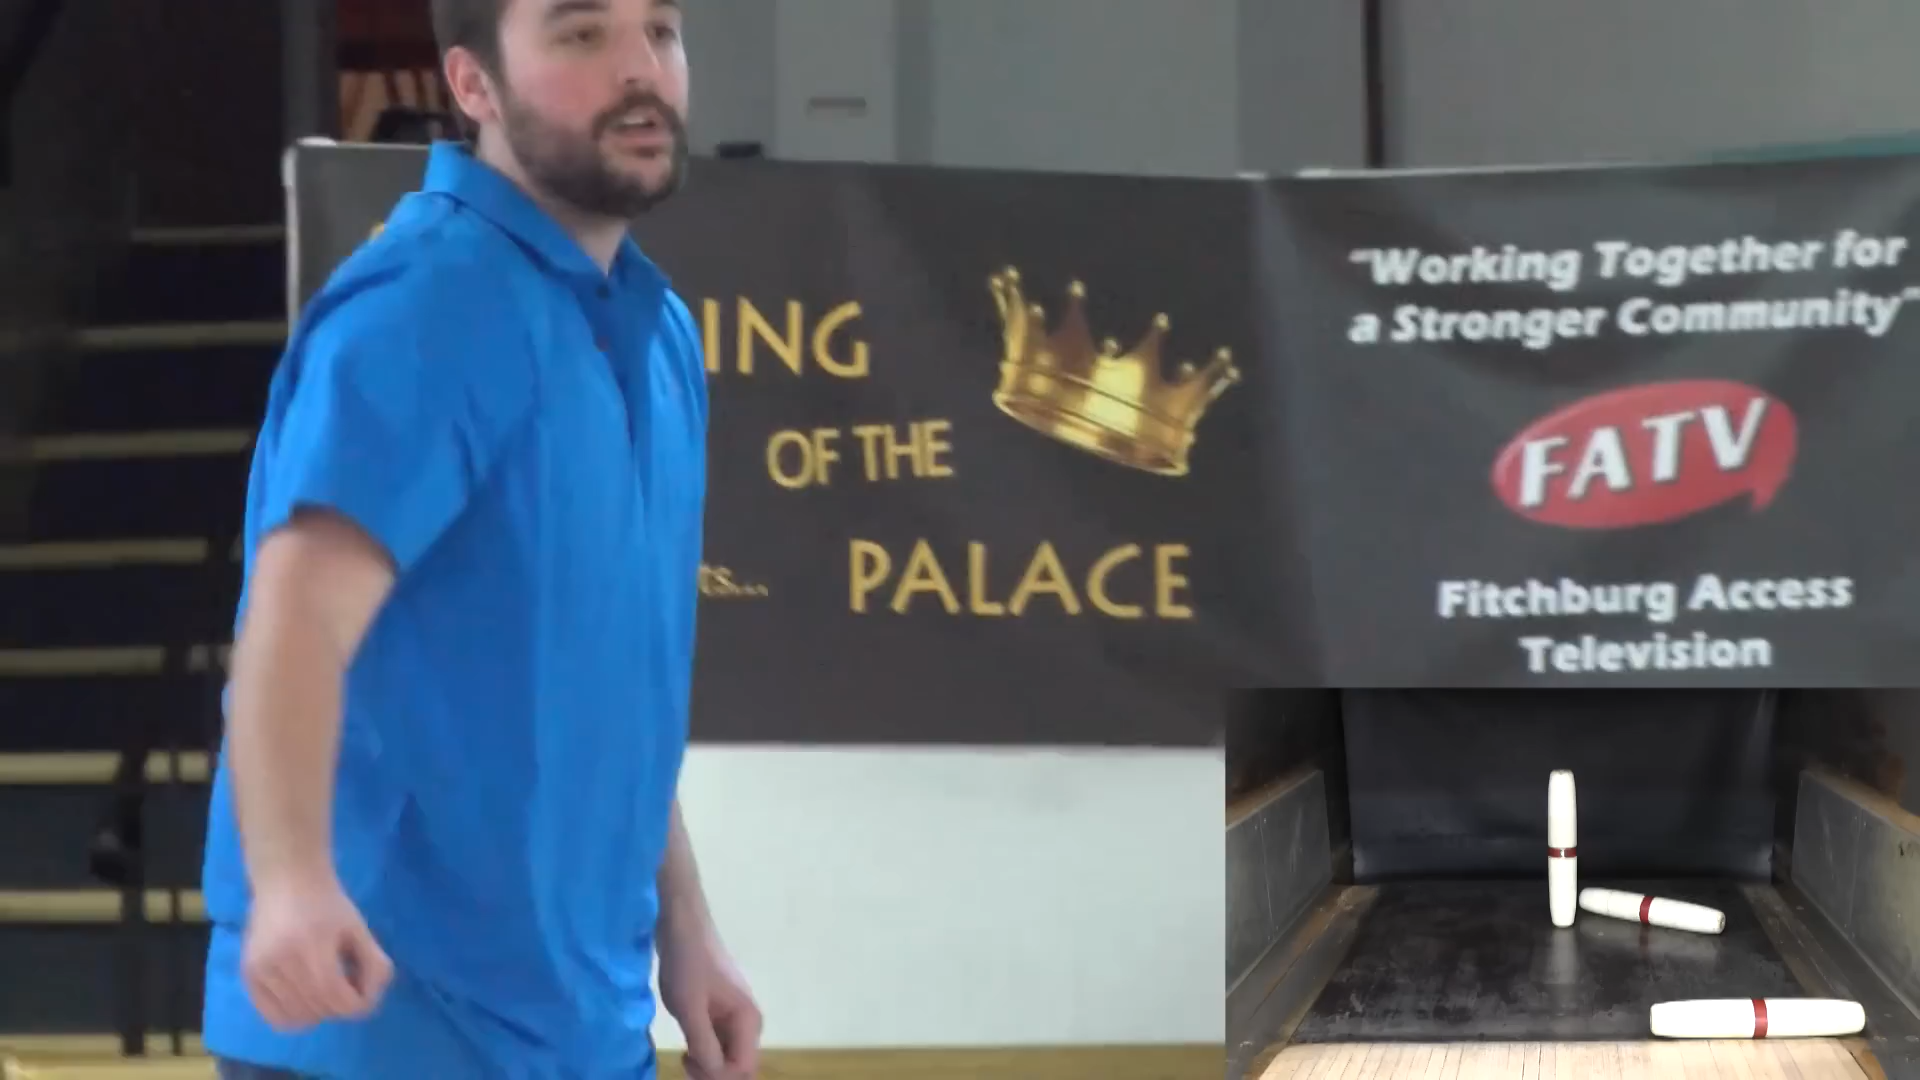 ING
OF THE
PALACE
"Working Together for
a Stronger Community"
FATV
Fitchburg Access
Television